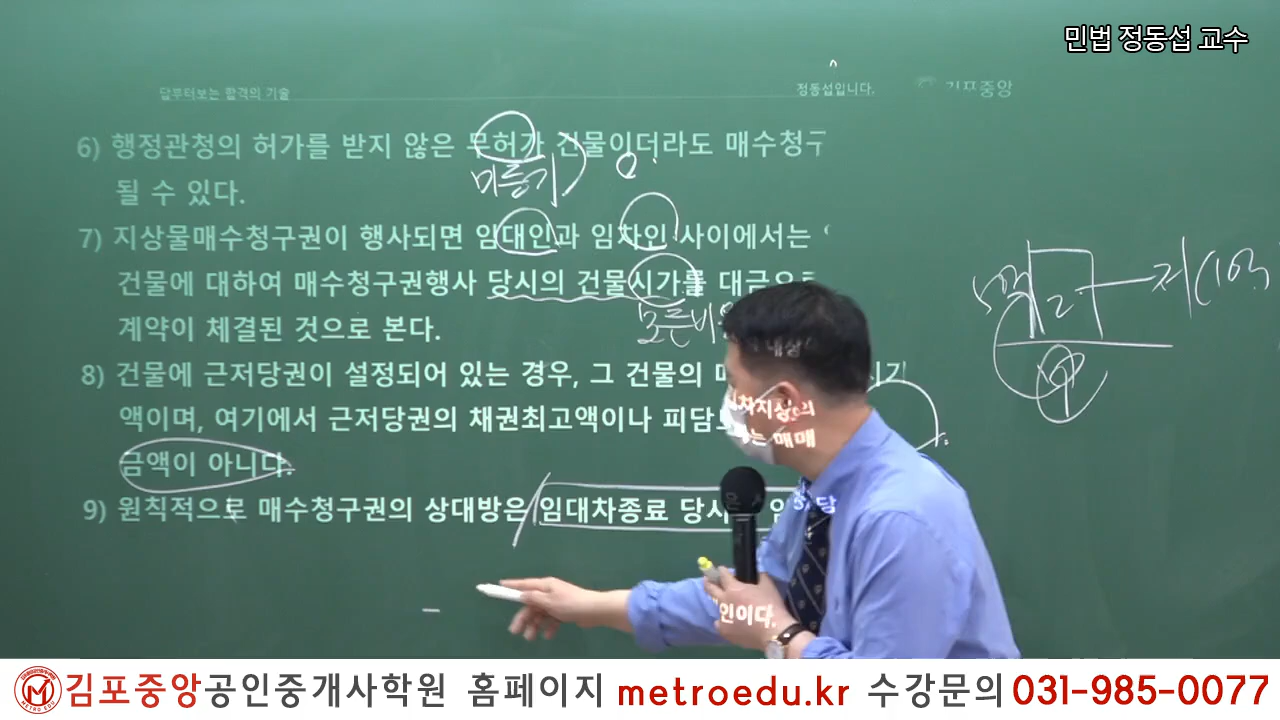 민법 정동섭 교수
답부터보는 합격의 기술
정동섭입니다.
김포중앙
6) 행정관청의 허가를 받지 않은 무허가 건물이더라도 매수청구
될 수 있다.
미등기) O.
7) 지상물매수청구권이 행사되면 임대인과 임차인 사이에서는
건물에 대하여 매수청구권행사 당시의 건물시가를 대금으로
계약이 체결된 것으로 본다.
8) 건물에 근저당권이 설정되어 있는 경우, 그 건물의
액이며, 여기에서 근저당권의 채권최고액이나
금액이 아니다.
9) 원칙적으로 매수청구권의 상대방은 임대차종료 당시
인이다.
김포중앙공인중개사학원 홈페이지 metroedu.kr 수강문의 031-985-0077
METRO EDU